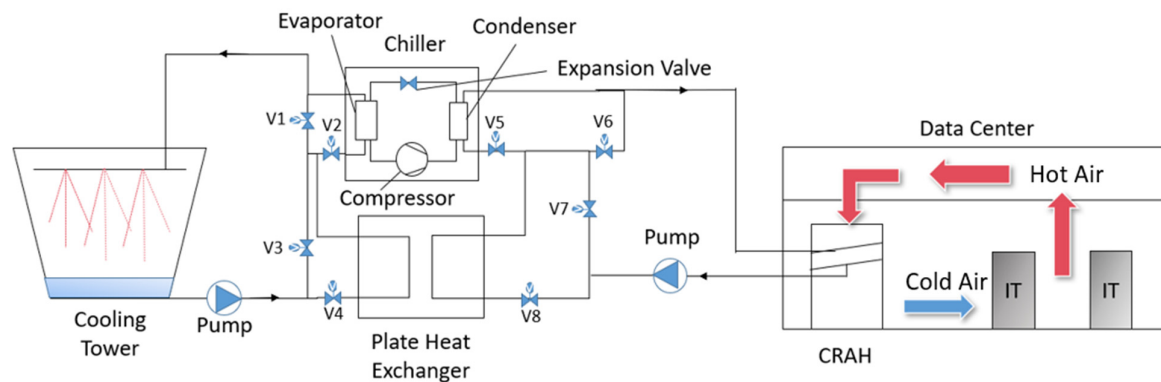 Evaporator
Condenser
Chiller
Expansion Valve
V1
V2
V5
V6
Compressor
V3
V7
V4
V8
Pump
Cooling
Tower
Plate Heat
Exchanger
Pump
Data Center
Hot Air
Cold Air
IT
IT
CRAH